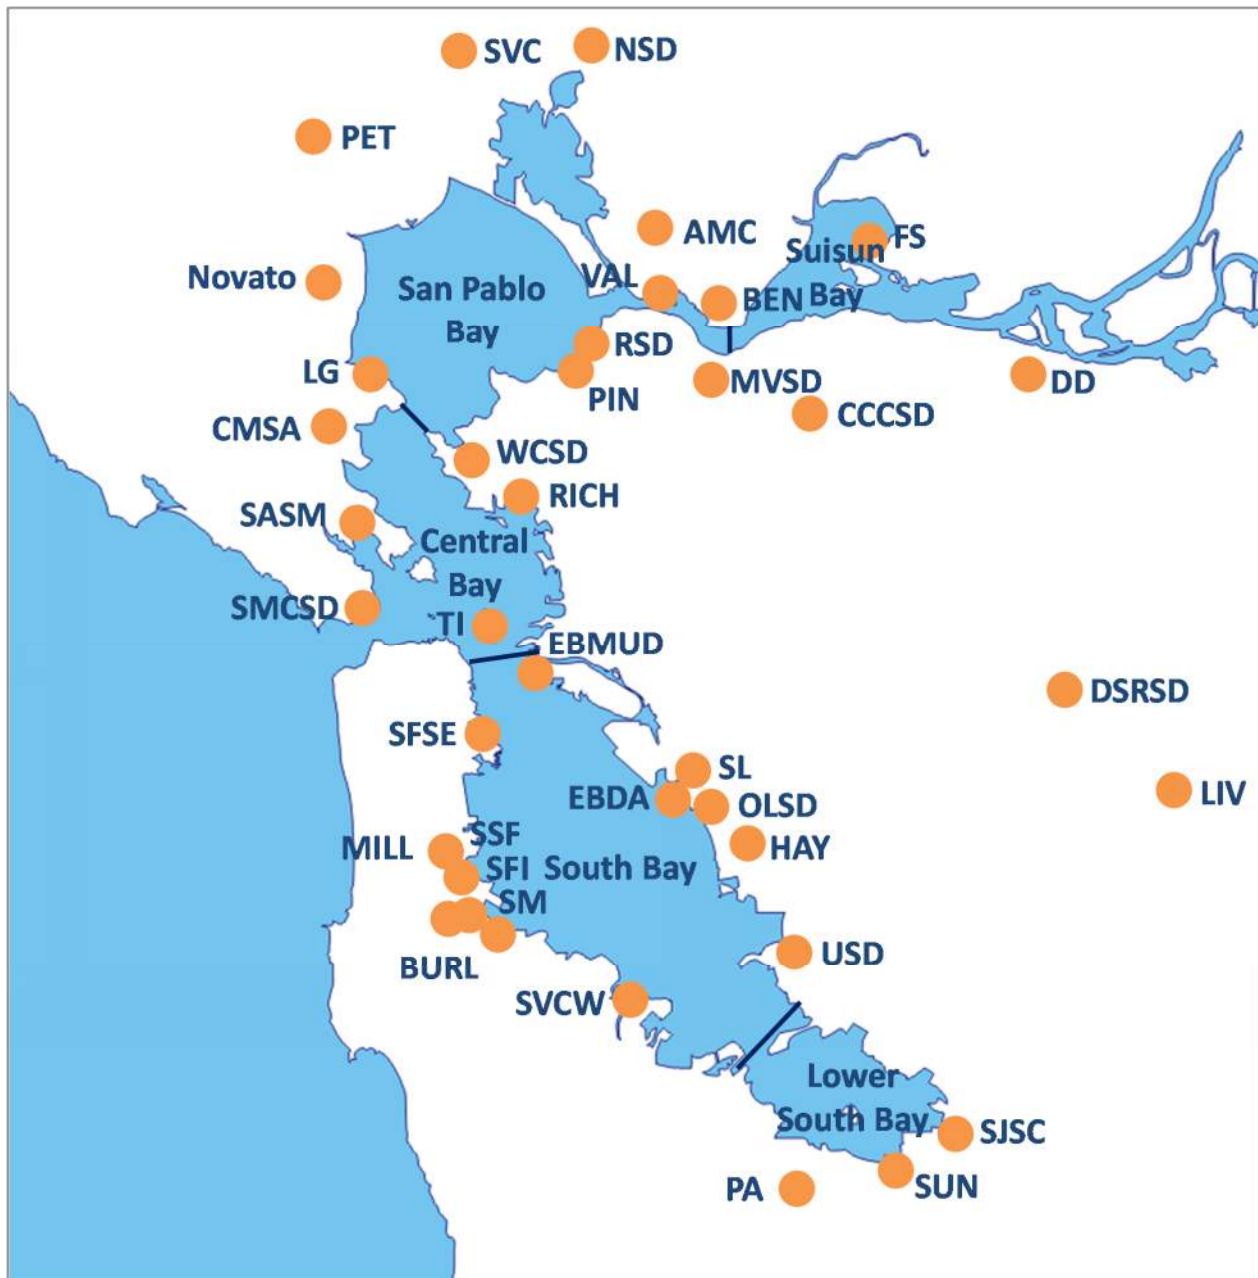 SVC
NSD
PET
AMC
FS
Suisun
Bay
Novato
San Pablo
Bay
VAL
BEN
RSD
LG
PIN
MVSD
DD
CMSA
CCCSD
WCSD
RICH
SASM
Central
Bay
SMCSD
TI
EBMUD
DSRSD
SFSE
SL
EBDA
OLSD
LIV
MILL
SSF
HAY
SFI
South Bay
SM
BURL
USD
SVCW
Lower
South Bay
SJSC
PA
SUN